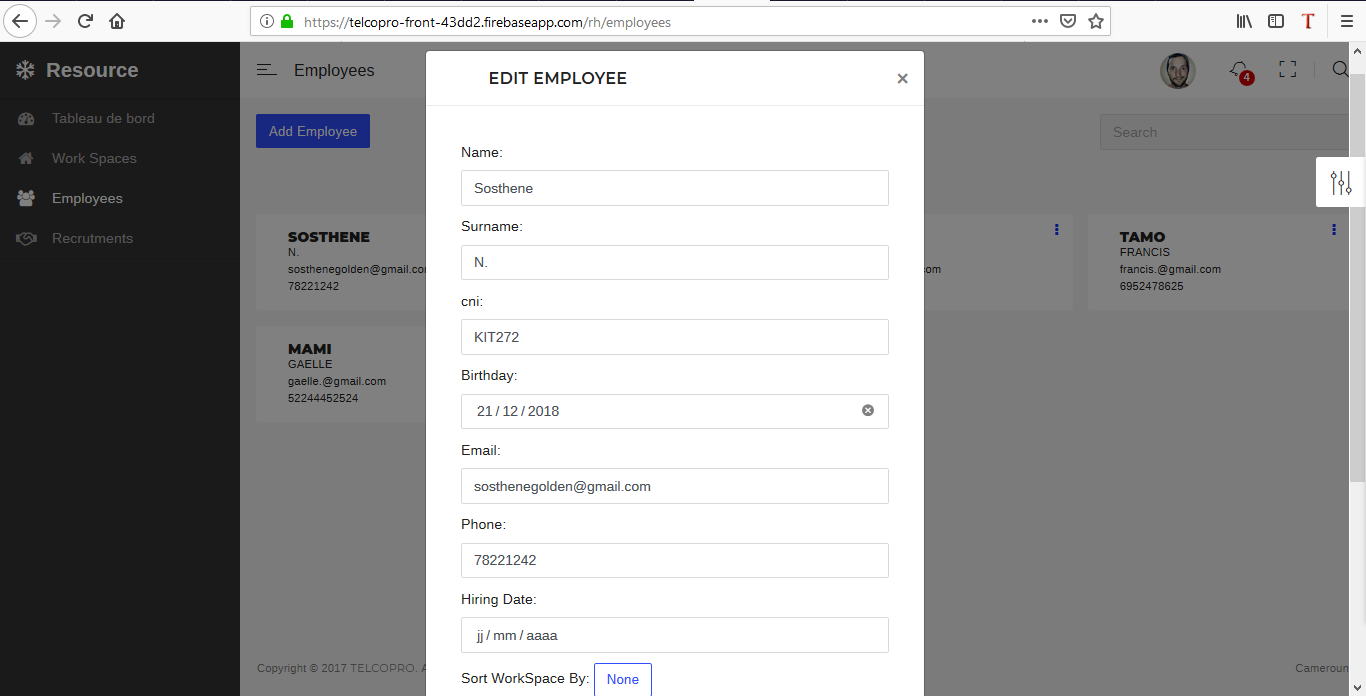 https://telcopro-front-43dd2.firebaseapp.com/rh/employees
T
Resource
Employees
EDIT EMPLOYEE
×
4
Tableau de bord
Work Spaces
Employees
Recrutments
Add Employee
Search
SOSTHENE
N.
sosthenegolden@gmail.co
78221242
MAMI
GAELLE
gaelle.@gmail.com
52244452524
Name:
Sosthene
Surname:
N.
cni:
KIT272
Birthday:
21 / 12 / 2018
Email:
sosthenegolden@gmail.com
Phone:
78221242
Hiring Date:
jj / mm / aaaa
Sort WorkSpace By: None
com
TAMO
FRANCIS
francis.@gmail.com
6952478625
Copyright © 2017 TELCOPRO. A
Cameroun